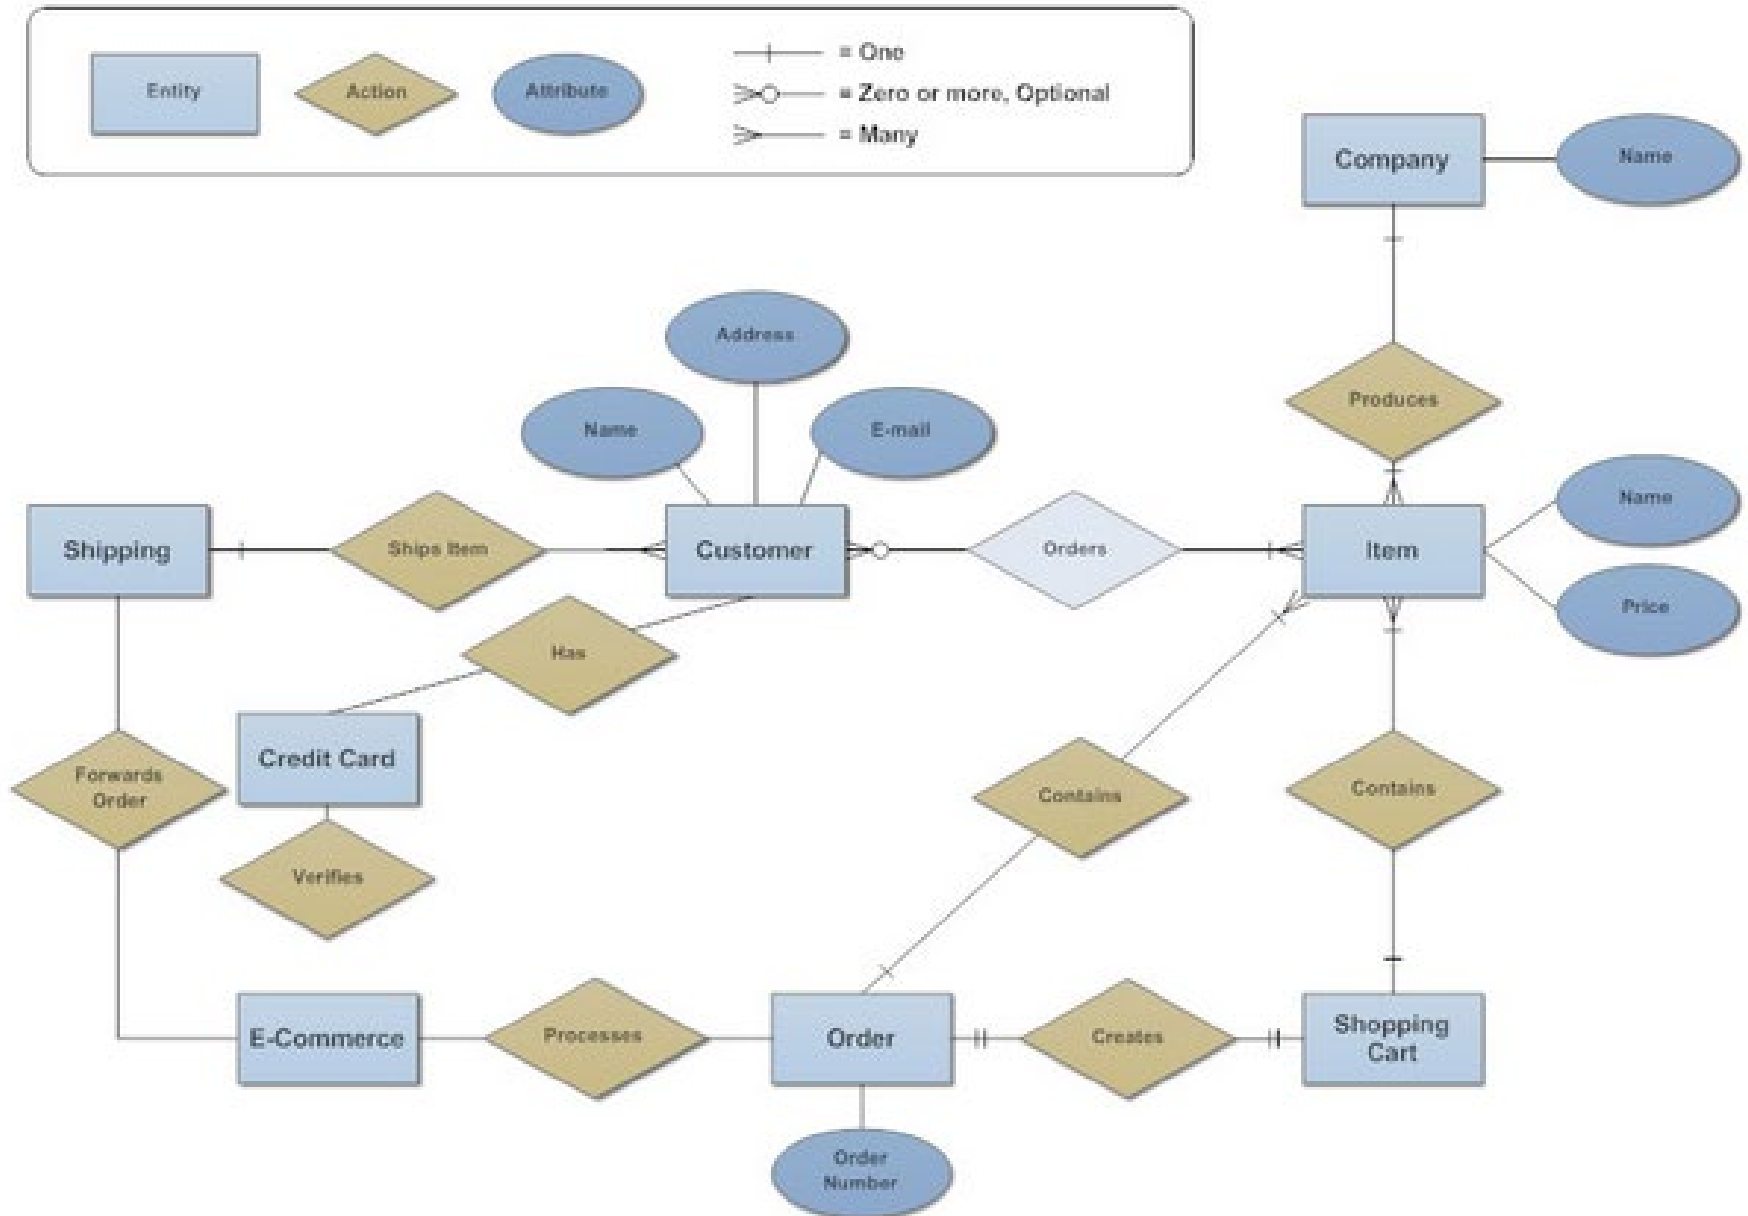 Entity
Action
Attribute
= One
= Zero or more, Optional
= Many
Company
Name
Address
Name
E-mail
Produces
Shipping
Ships Item
Customer
Orders
Item
Name
Price
Has
Credit Card
Forwards
Order
Contains
Contains
Verifies
E-Commerce
Processes
Order
Creates
Shopping
Cart
Order
Number